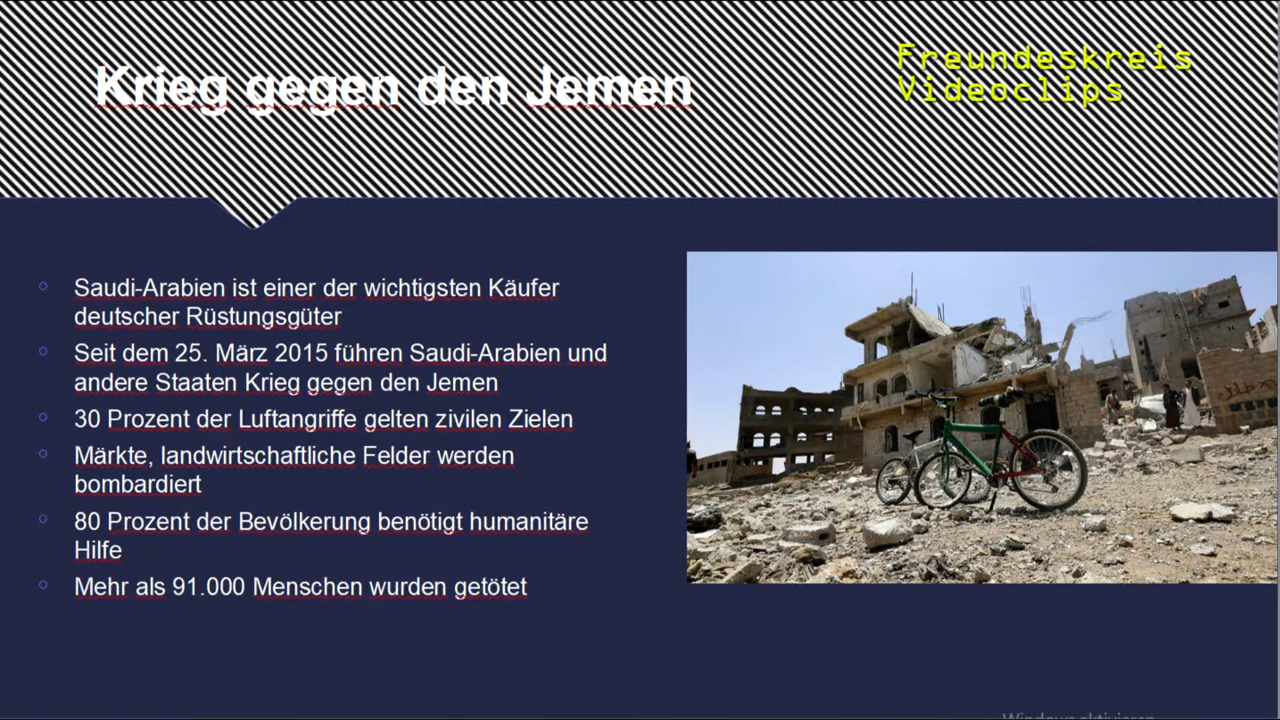 Krieg gegen den Jemen
Freundeskreis
Videoclips
Saudi-Arabien ist einer der wichtigsten Käufer
deutscher Rüstungsgüter
Seit dem 25. März 2015 führen Saudi-Arabien und
andere Staaten Krieg gegen den Jemen
30 Prozent der Luftangriffe gelten zivilen Zielen
Märkte, landwirtschaftliche Felder werden
bombardiert
80 Prozent der Bevölkerung benötigt humanitäre
Hilfe
Mehr als 91.000 Menschen wurden getötet
Windows aktivieren